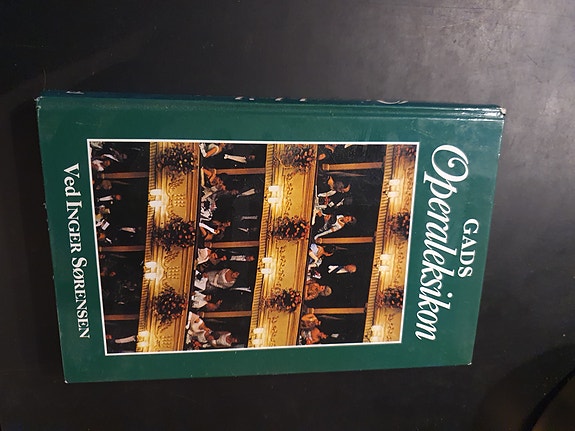 GADS
Operaleksikon
Ved INGER SØRENSEN